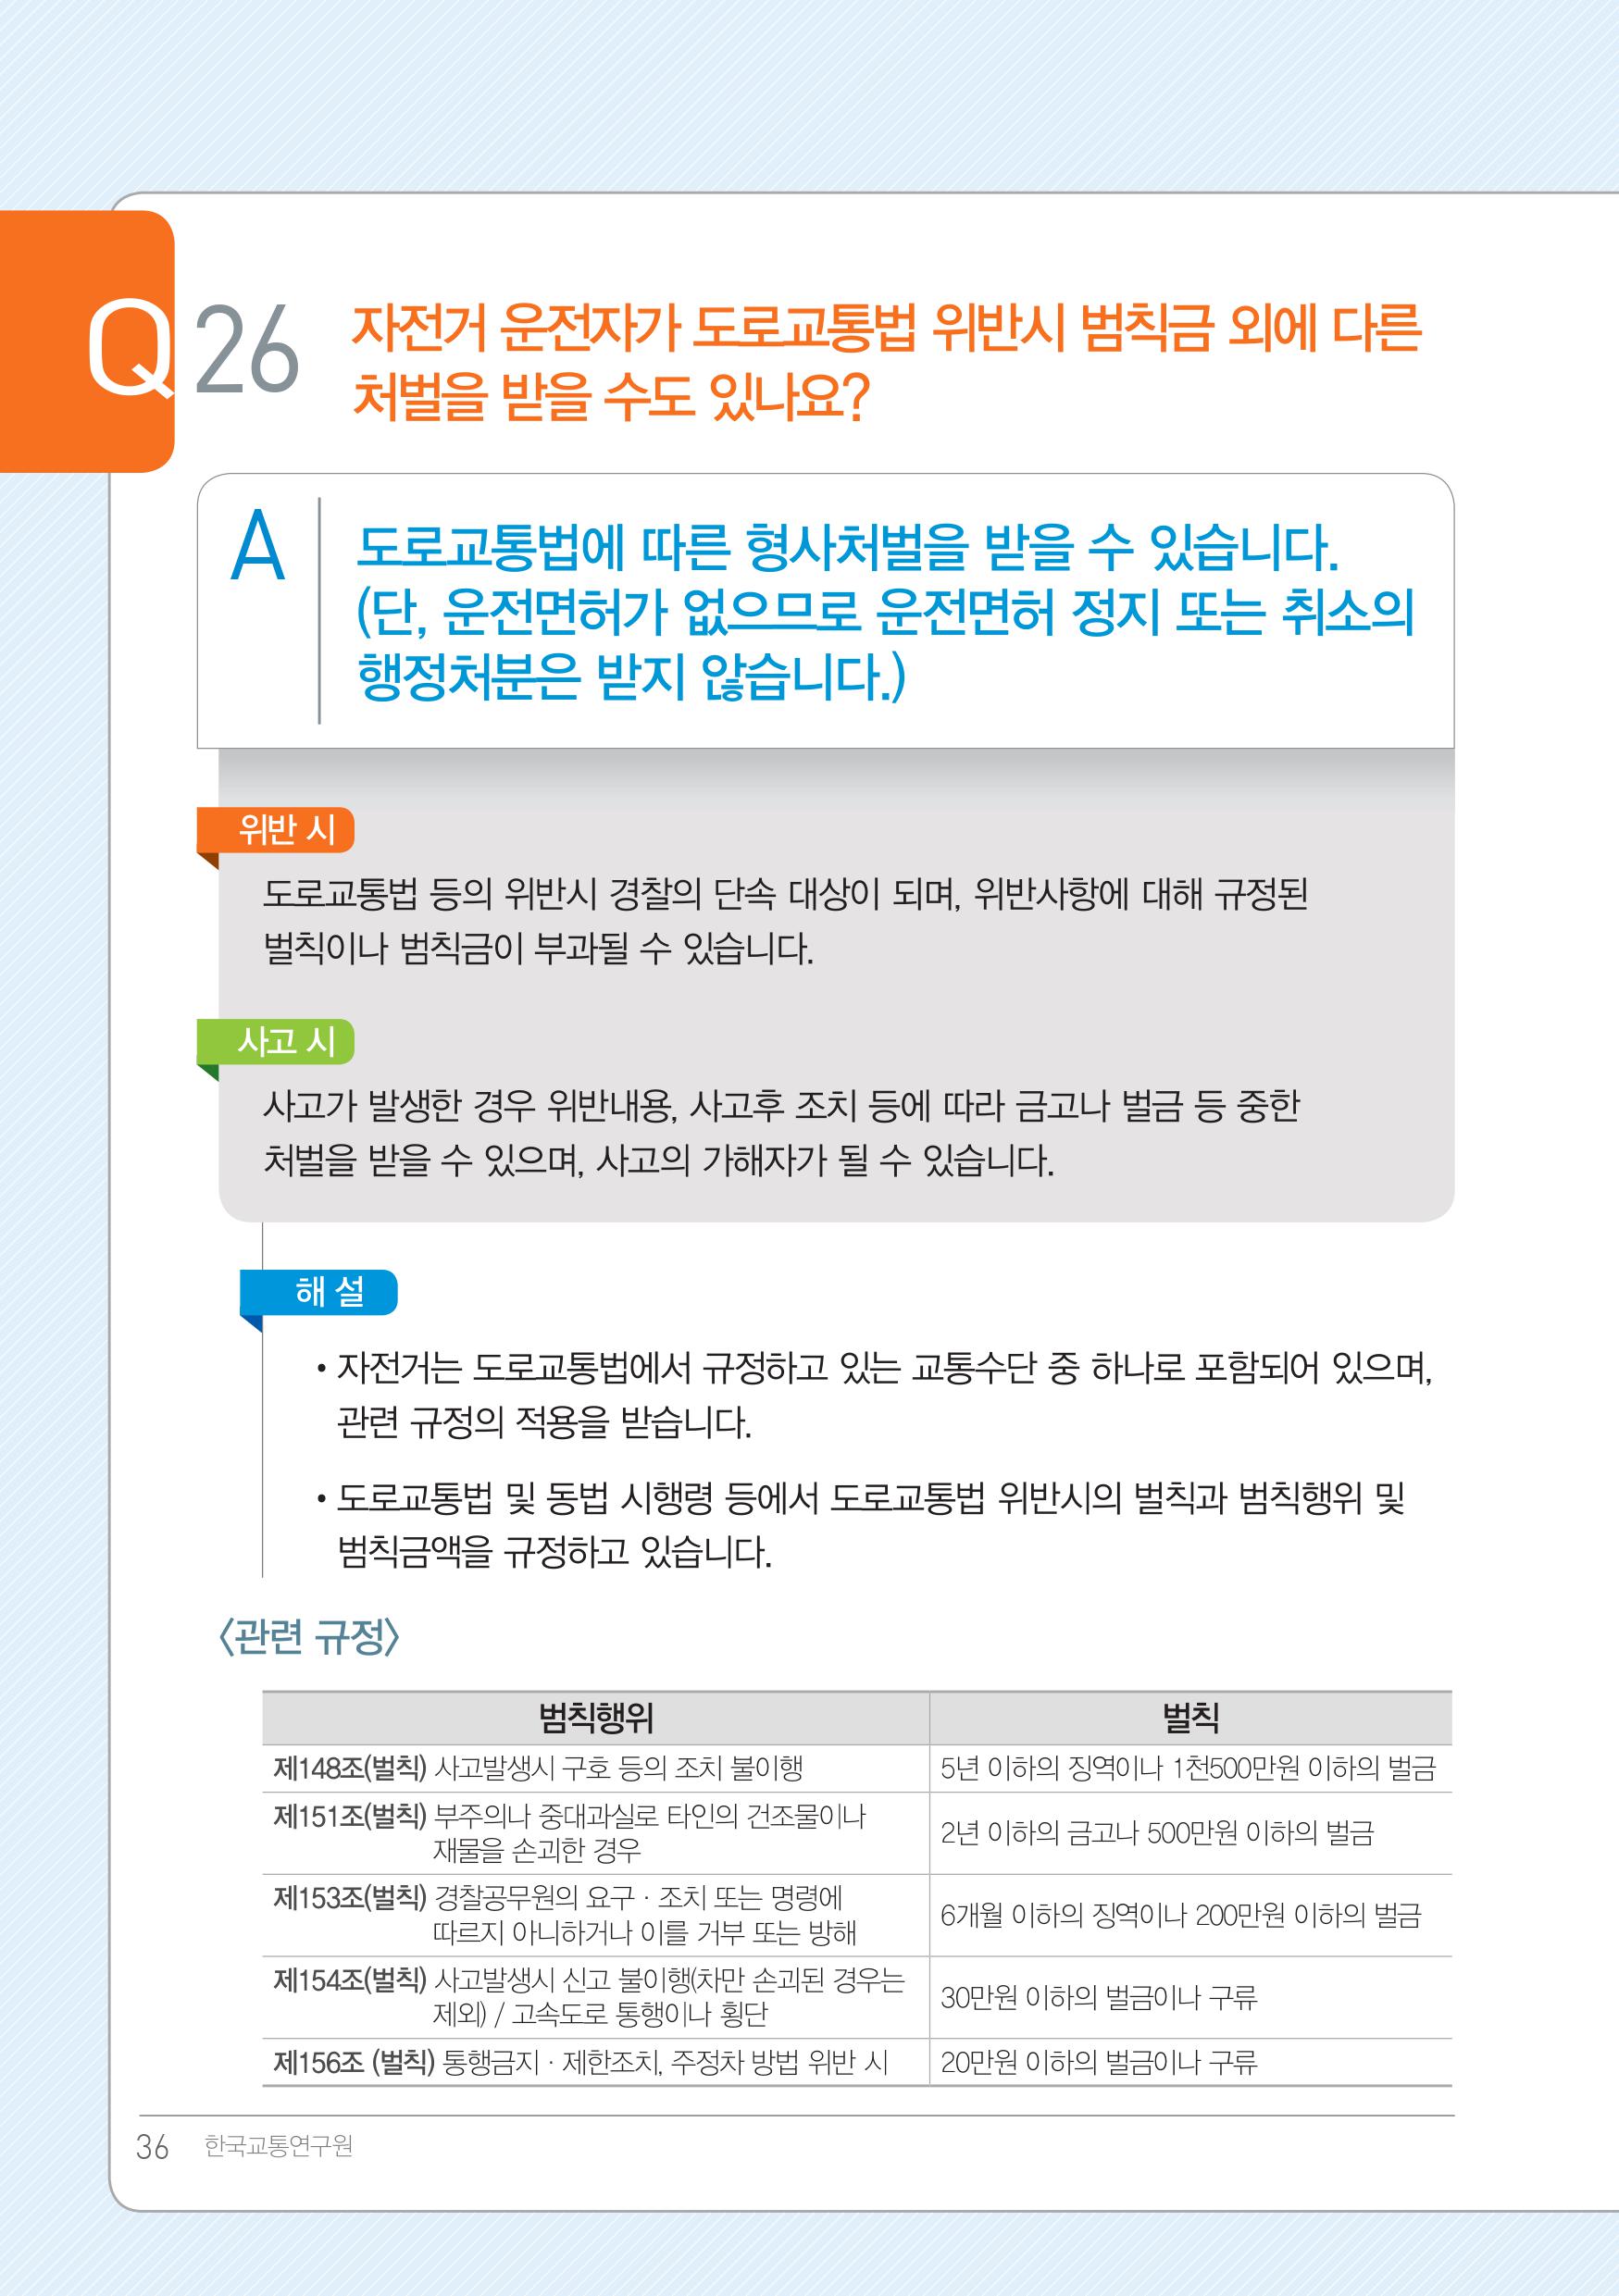 Q26
자전거 운전자가 도로교통법 위반시 범칙금 외에 다른
처벌을 받을 수도 있나요?
A
도로교통법에 따른 형사처벌을 받을 수 있습니다.
(단, 운전면허가 없으므로 운전면허 정지 또는 취소의
행정처분은 받지 않습니다.)
위반 시
도로교통법 등의 위반시 경찰의 단속 대상이 되며, 위반사항에 대해 규정된
벌칙이나 범칙금이 부과될 수 있습니다.
사고 시
사고가 발생한 경우 위반내용, 사고후 조치 등에 따라 금고나 벌금 등 중한
처벌을 받을 수 있으며, 사고의 가해자가 될 수 있습니다.
해 설
• 자전거는 도로교통법에서 규정하고 있는 교통수단 중 하나로 포함되어 있으며,
관련 규정의 적용을 받습니다.
• 도로교통법 및 동법 시행령 등에서 도로교통법 위반시의 벌칙과 범칙행위 및
범칙금액을 규정하고 있습니다.
<관련 규정>
범칙행위 벌칙
제148조(벌칙) 사고발생시 구호 등의 조치 불이행 5년 이하의 징역이나 1천500만원 이하의 벌금
제151조(벌칙) 부주의나 중대과실로 타인의 건조물이나
재물을 손괴한 경우
2년 이하의 금고나 500만원 이하의 벌금
제153조(벌칙) 경찰공무원의 요구 · 조치 또는 명령에
따르지 아니하거나 이를 거부 또는 방해
6개월 이하의 징역이나 200만원 이하의 벌금
제154조(벌칙) 사고발생시 신고 불이행(차만 손괴된 경우는
제외) / 고속도로 통행이나 횡단
30만원 이하의 벌금이나 구류
제156조 (벌칙) 통행금지 · 제한조치, 주정차 방법 위반 시 20만원 이하의 벌금이나 구류
36 한국교통연구원